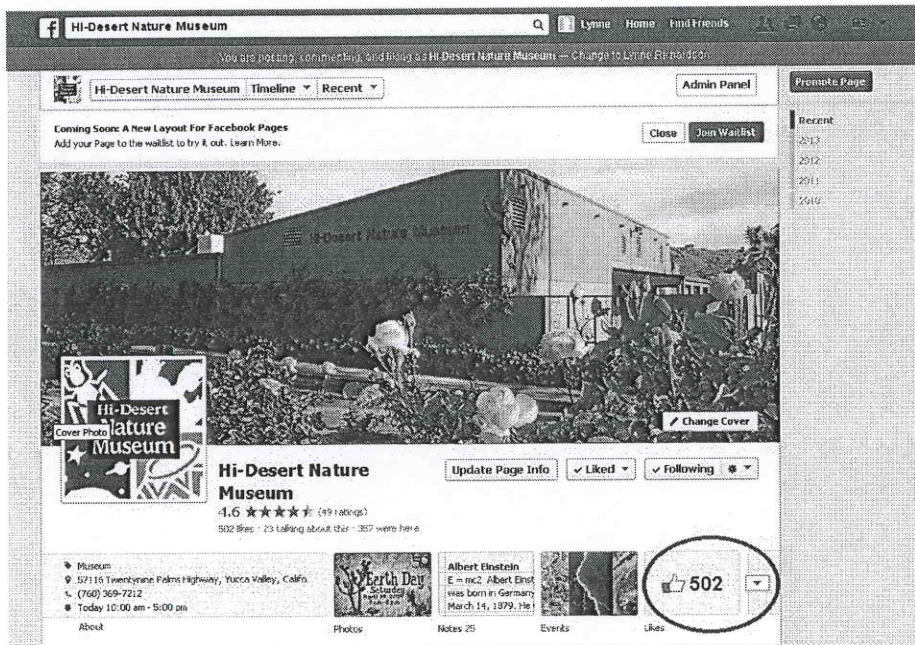 Hi-Desert Nature Museum
Lynne Home Find Friends
You are posting, commenting, and liking as Hi-Desert Nature Museum — Change to Lynne Richardson
Hi-Desert Nature Museum Timeline Recent
Admin Panel
Promote Page
Coming Soon: A New Layout For Facebook Pages
Add your Page to the waitlist to try it out. Learn More.
Close Join Waitlist
Recent
2013
2012
2011
2010
Hi-Desert Nature Museum
Hi-Desert
Nature
Museum
Cover Photo
Change Cover
Hi-Desert Nature
Museum
Update Page Info Liked Following
4.6 ★★★★★ (49 ratings)
502 likes · 23 talking about this · 357 were here
Museum
57116 Twentynine Palms Highway, Yucca Valley, Califo.
(760) 369-7212
Today 10:00 am - 5:00 pm
About
Earth Day
Saturday
Photos
Albert Einstein
E = mc2 Albert Einst
was born in Germany
March 14, 1879. He
Notes 25
Events
502
Likes